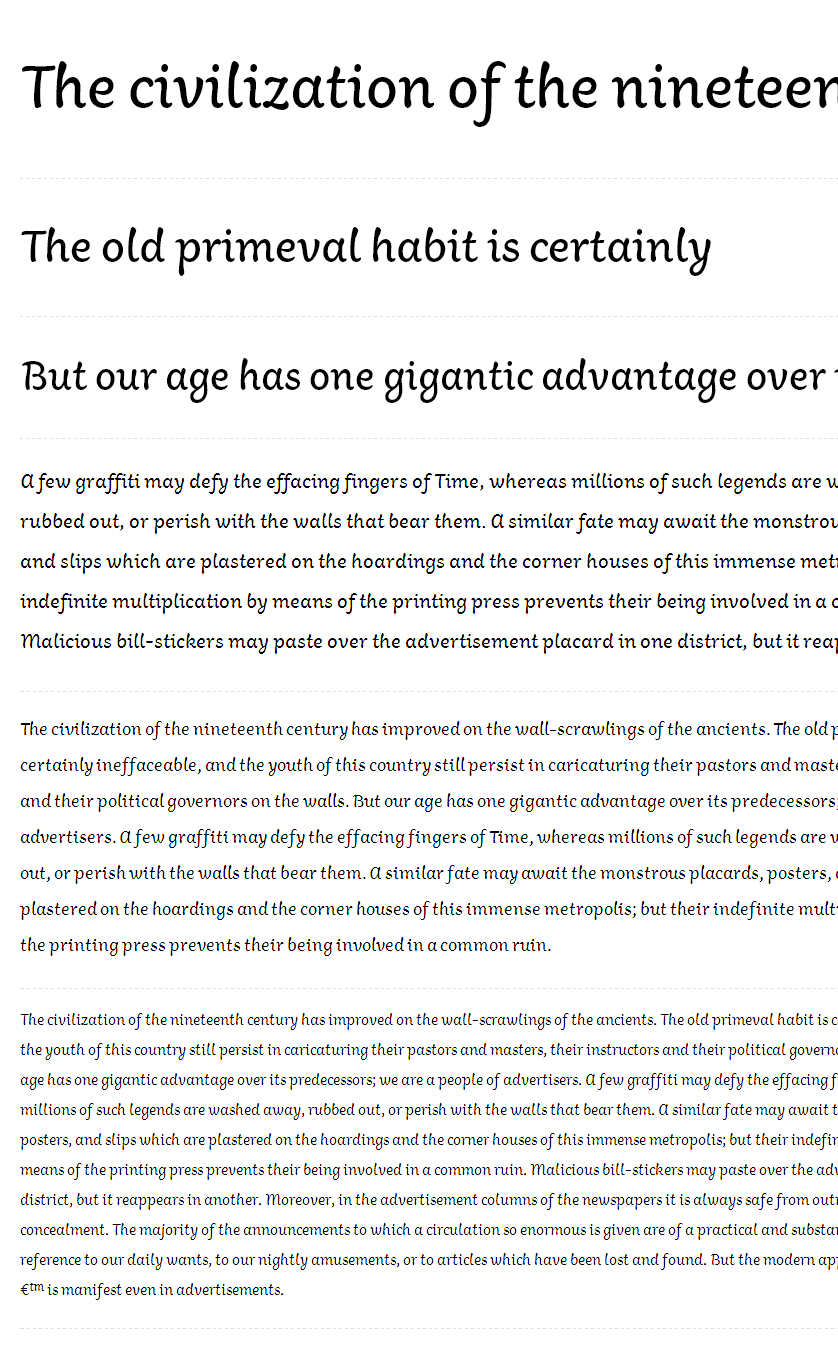 The civilization of the nineteen
The old primeval habit is certainly
But our age has one gigantic advantage over
A few graffiti may defy the effacing fingers of Time, whereas millions of such legends are
rubbed out, or perish with the walls that bear them. A similar fate may await the monstrou
and slips which are plastered on the hoardings and the corner houses of this immense met
indefinite multiplication by means of the printing press prevents their being involved in a c
Malicious bill-stickers may paste over the advertisement placard in one district, but it reap
The civilization of the nineteenth century has improved on the wall-scrawlings of the ancients. The old p
certainly ineffaceable, and the youth of this country still persist in caricaturing their pastors and maste
and their political governors on the walls. But our age has one gigantic advantage over its predecessors;
advertisers. A few graffiti may defy the effacing fingers of Time, whereas millions of such legends are w
out, or perish with the walls that bear them. A similar fate may await the monstrous placards, posters,
plastered on the hoardings and the corner houses of this immense metropolis; but their indefinite mult
the printing press prevents their being involved in a common ruin.
The civilization of the nineteenth century has improved on the wall-scrawlings of the ancients. The old primeval habit is c
the youth of this country still persist in caricaturing their pastors and masters, their instructors and their political governo
age has one gigantic advantage over its predecessors; we are a people of advertisers. A few graffiti may defy the effacing f
millions of such legends are washed away, rubbed out, or perish with the walls that bear them. A similar fate may await t
posters, and slips which are plastered on the hoardings and the corner houses of this immense metropolis; but their indefin
means of the printing press prevents their being involved in a common ruin. Malicious bill-stickers may paste over the adv
district, but it reappears in another. Moreover, in the advertisement columns of the newspapers it is always safe from outr
concealment. The majority of the announcements to which a circulation so enormous is given are of a practical and substan
reference to our daily wants, to our nightly amusements, or to articles which have been lost and found. But the modern app
€™ is manifest even in advertisements.